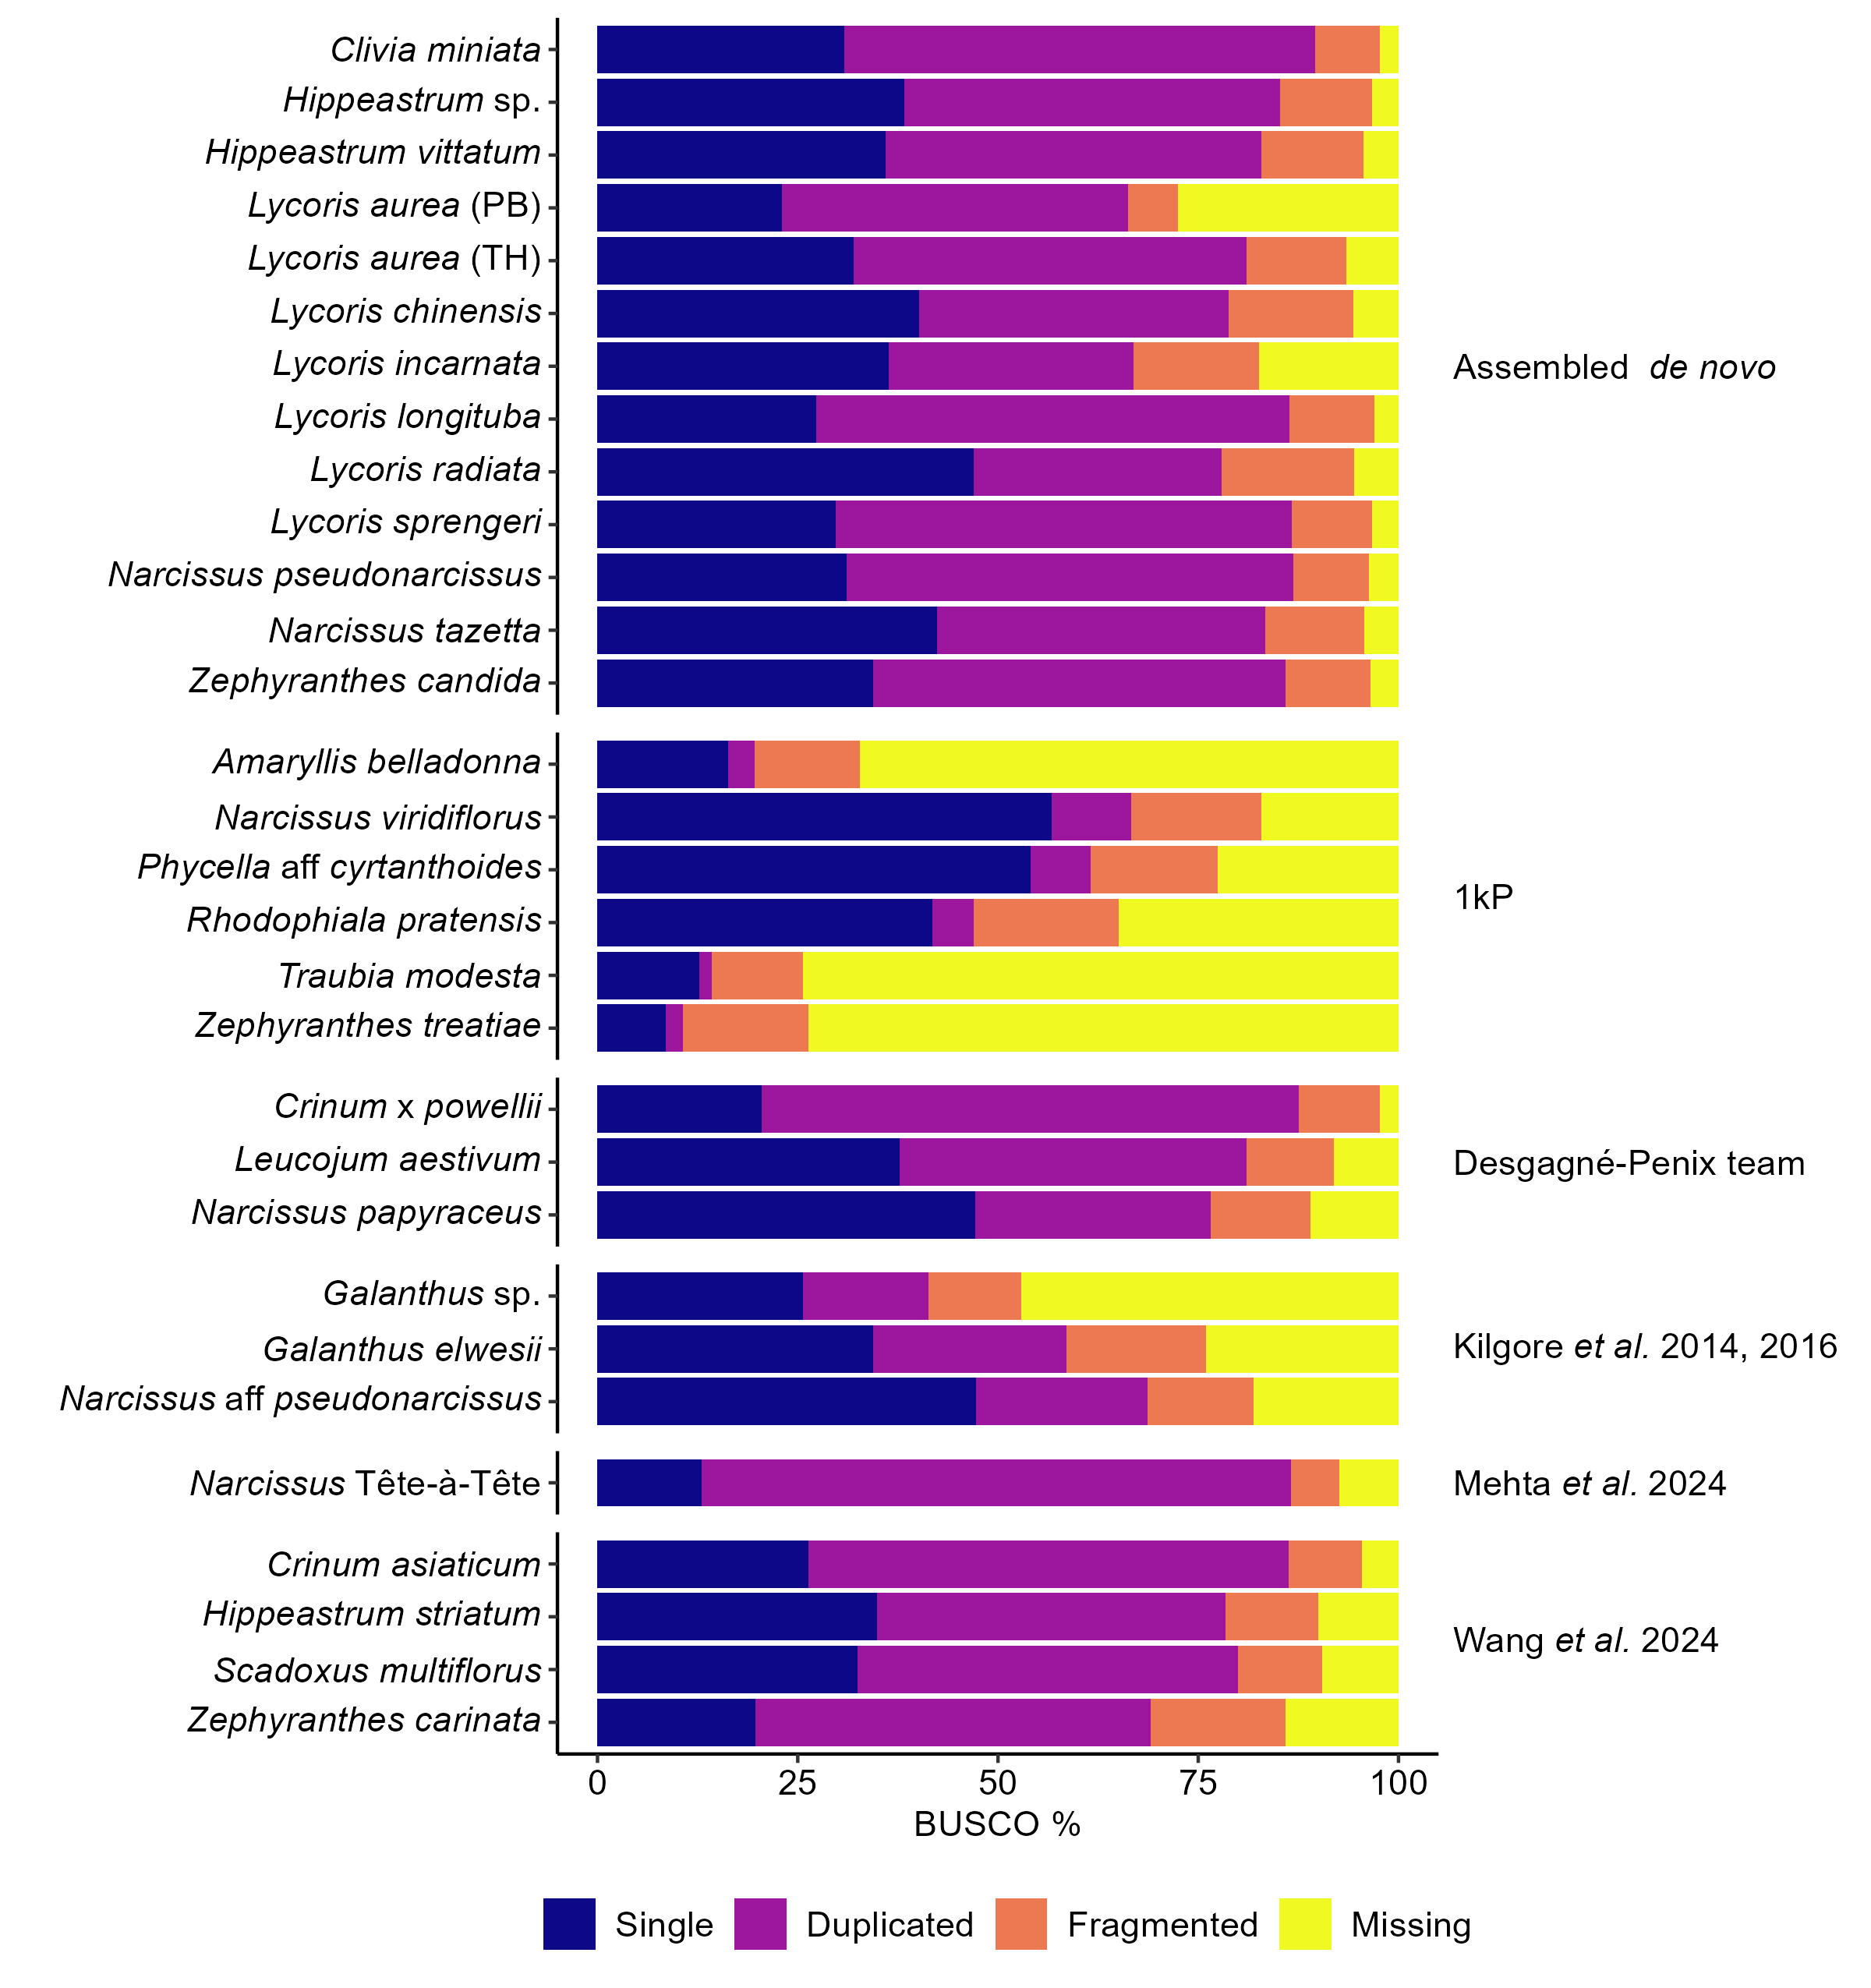 Clivia miniata
Hippeastrum sp.
Hippeastrum vittatum
Lycoris aurea (PB)
Lycoris aurea (TH)
Lycoris chinensis
Lycoris incarnata
Lycoris longituba
Lycoris radiata
Lycoris sprengeri
Narcissus pseudonarcissus
Narcissus tazetta
Zephyranthes candida
Assembled de novo
Amaryllis belladonna
Narcissus viridiflorus
Phycella aff cyrtanthoides
Rhodophiala pratensis
Traubia modesta
Zephyranthes treatiae
1kP
Crinum x powellii
Leucojum aestivum
Narcissus papyraceus
Desgagné-Penix team
Galanthus sp.
Galanthus elwesii
Narcissus aff pseudonarcissus
Kilgore et al. 2014, 2016
Narcissus Tête-à-Tête
Mehta et al. 2024
Crinum asiaticum
Hippeastrum striatum
Scadoxus multiflorus
Zephyranthes carinata
Wang et al. 2024
0 25 50 75 100
BUSCO %
Single Duplicated Fragmented Missing